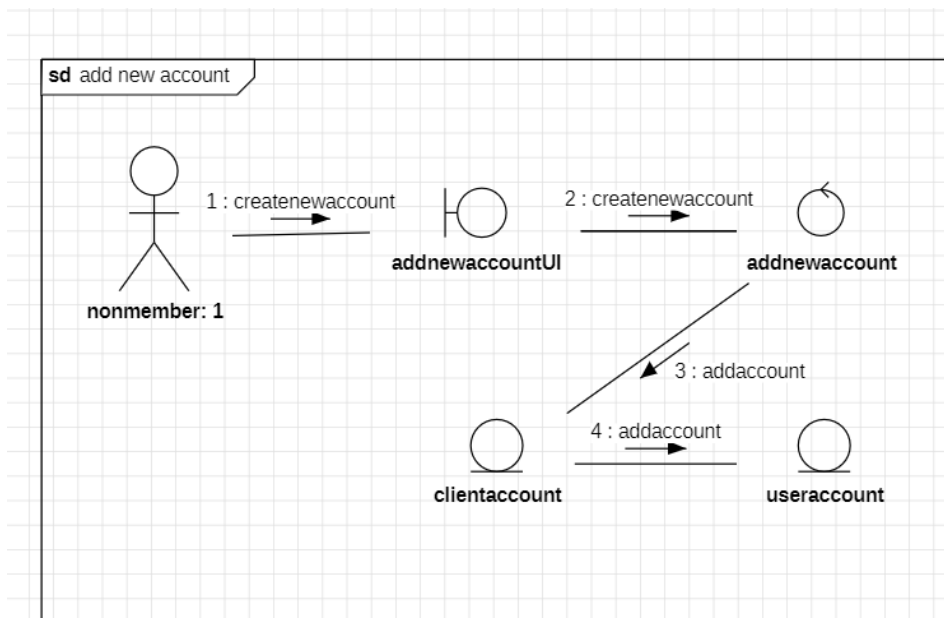 sd add new account
1 : createnewaccount
2 : createnewaccount
addnewaccountUI
addnewaccount
nonmember: 1
3 : addaccount
4 : addaccount
clientaccount
useraccount